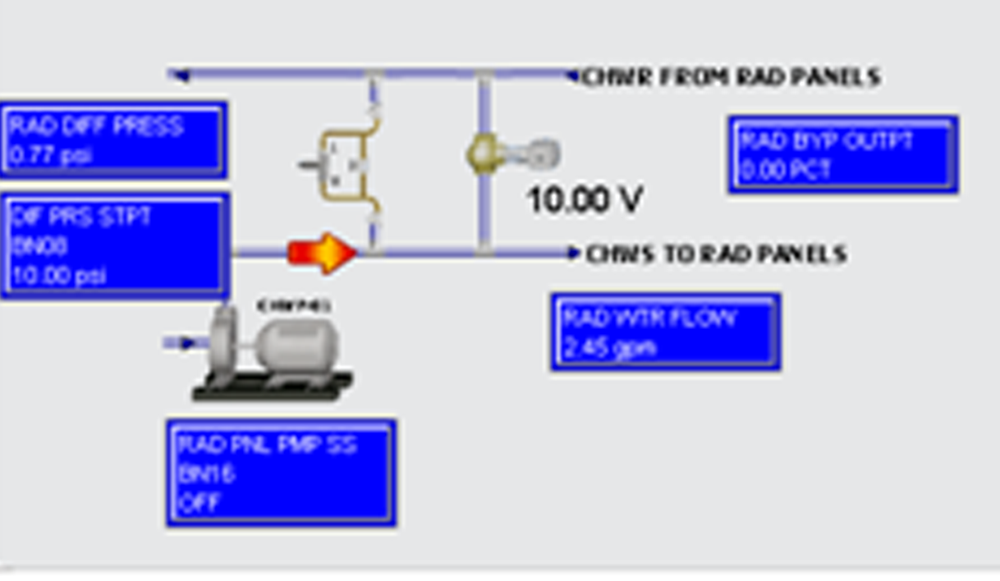 CHWR FROM RAD PANELS
RAD DIFF PRESS
0.77 psi
RAD BYP OUTPT
0.00 PCT
10.00 V
DIF PRS STPT
BN08
10.00 psi
CHWS TO RAD PANELS
RAD WTR FLOW
2.45 gpm
RAD PNL PMP SS
BN16
OFF